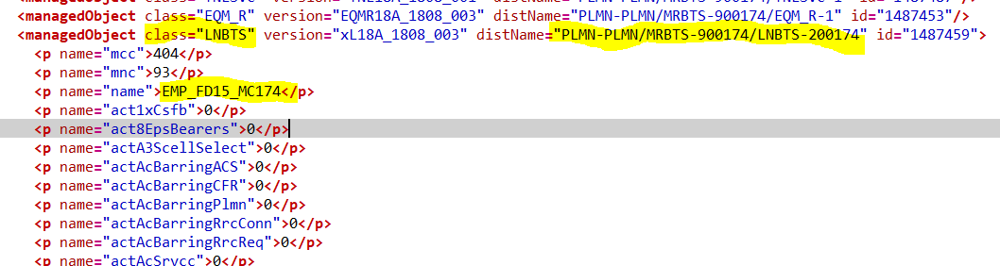 <managedObject class="EQM_R" version="EQMR18A_1808_003" distName="PLMN-PLMN/MRBTS-900174/EQM_R-1" id="1487453"/>
<managedObject class="LNBTS" version="xL18A_1808_003" distName="PLMN-PLMN/MRBTS-900174/LNBTS-200174" id="1487459">
<p name="mcc">404</p>
<p name="mnc">93</p>
<p name="name">EMP_FD15_MC174</p>
<p name="act1xCsfb">0</p>
<p name="act8EpsBearers">0</p>
<p name="actA3ScellSelect">0</p>
<p name="actAcBarringACS">0</p>
<p name="actAcBarringCFR">0</p>
<p name="actAcBarringPlmn">0</p>
<p name="actAcBarringRrcConn">0</p>
<p name="actAcBarringRrcReq">0</p>
<p name="actAcSrvcc">0</p>